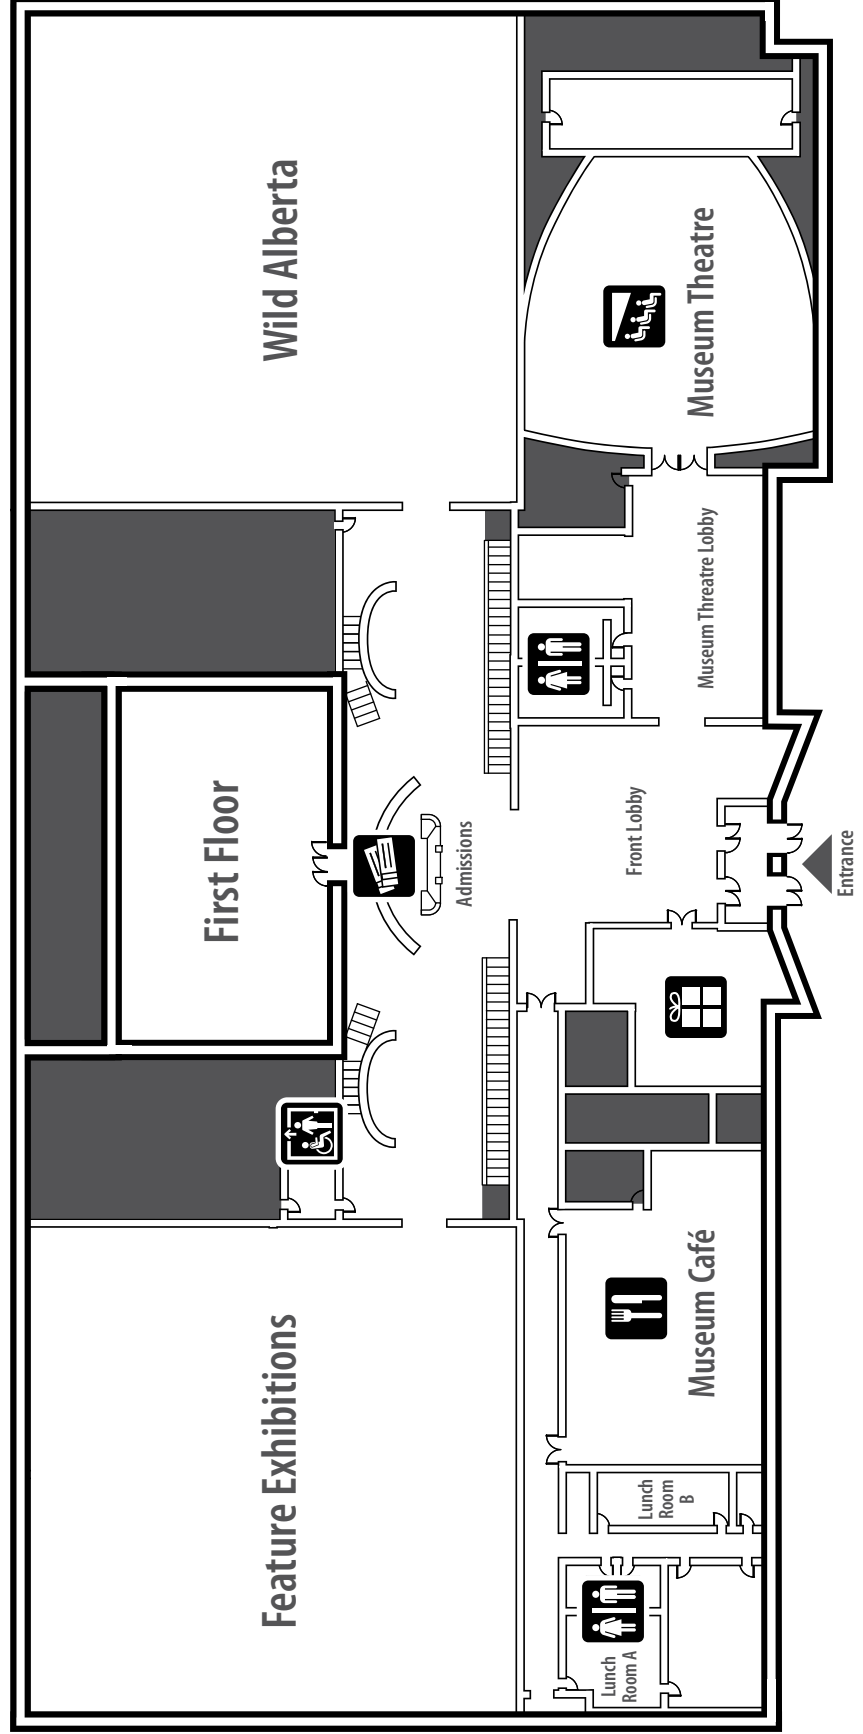 Wild Alberta
Museum Theatre
Museum Threatre Lobby
First Floor
Admissions
Front Lobby
Entrance
Feature Exhibitions
Museum Café
Lunch
Room
B
Lunch
Room A